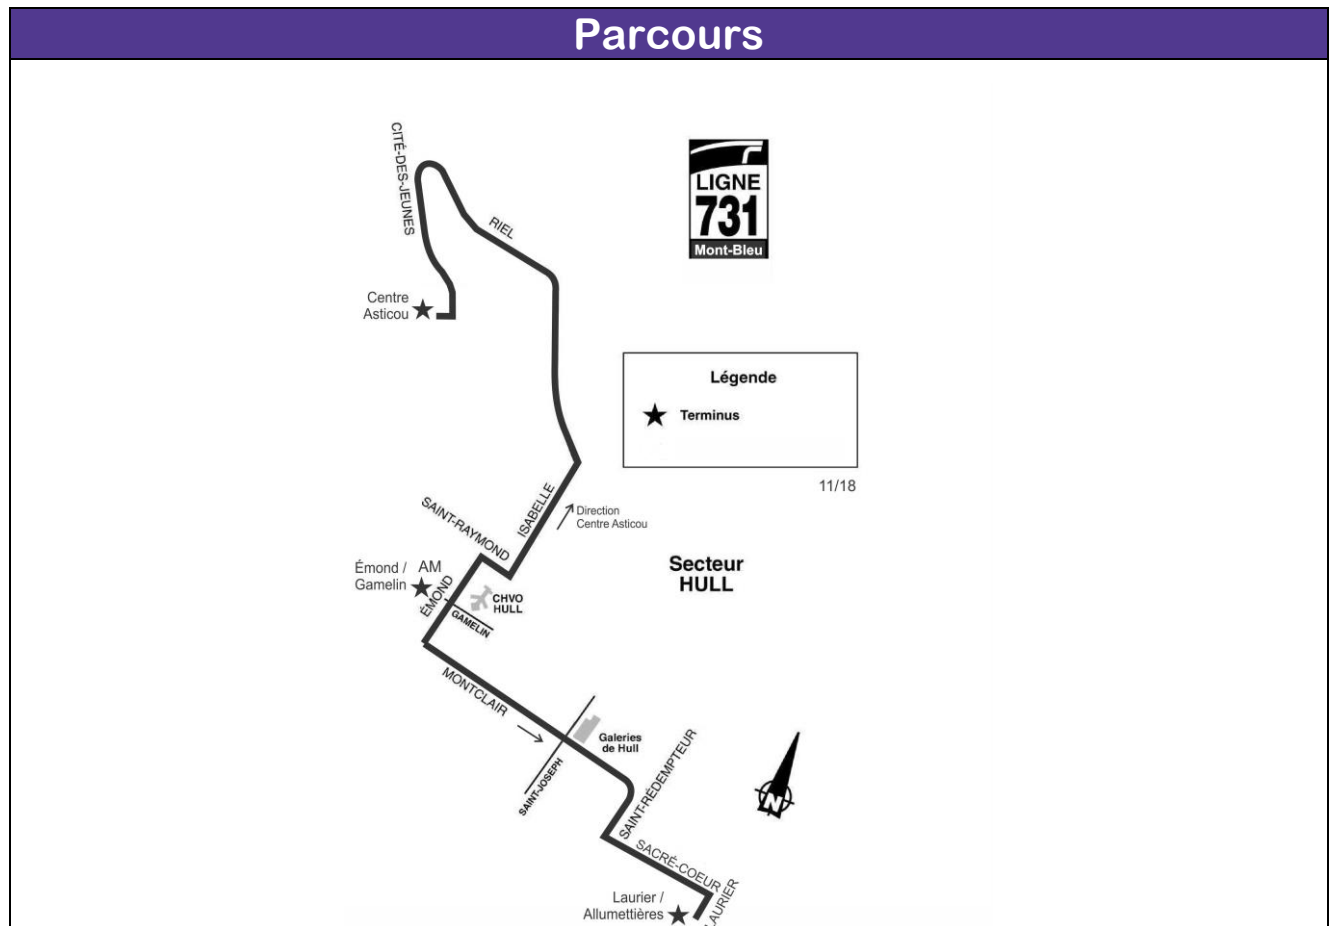 Parcours
CITÉ-DES-JEUNES
RIEL
LIGNE
731
Mont-Bleu
Centre
Asticou
Légende
Terminus
11/18
ISABELLE
SAINT-RAYMOND
Direction
Centre Asticou
Émond /
Gamelin
AM
ÉMOND
CHVO
HULL
GAMELIN
Secteur
HULL
MONTCLAIR
Galeries
de Hull
SAINT-JOSEPH
SAINT-RÉDEMPTEUR
N
SACRÉ-COEUR
LAURIER
Laurier /
Allumettières